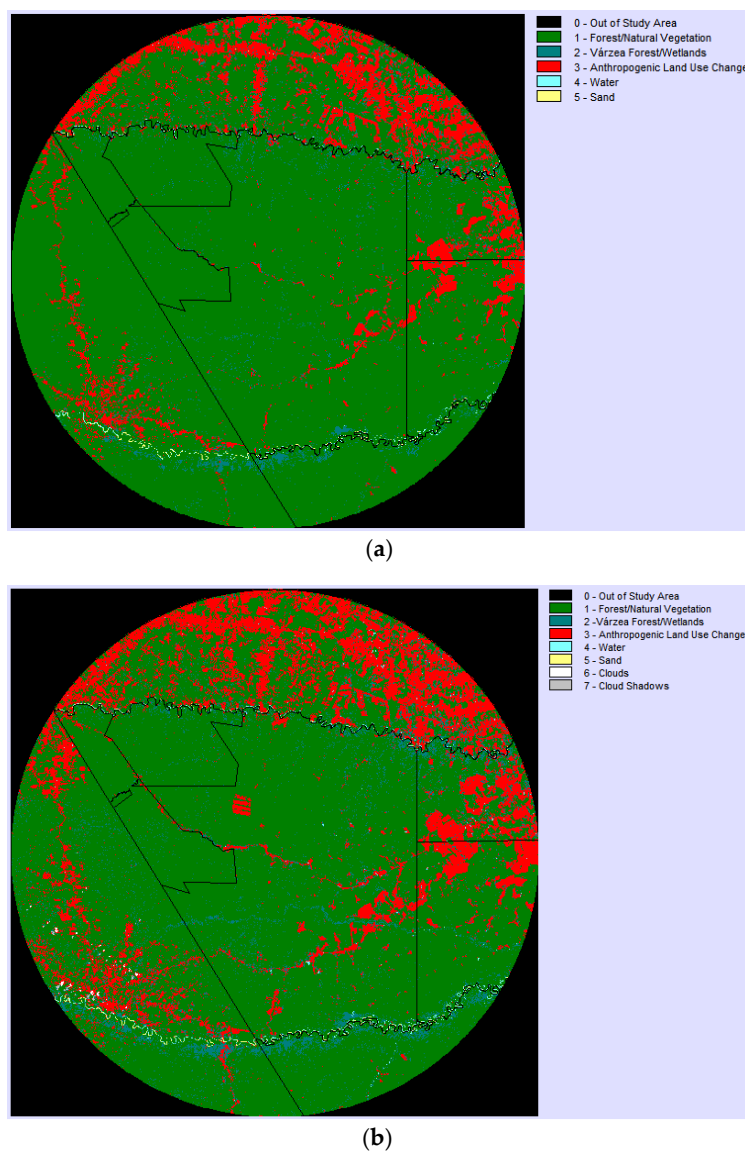 0 - Out of Study Area
1 - Forest/Natural Vegetation
2 - Várzea Forest/Wetlands
3 - Anthropogenic Land Use Change
4 - Water
5 - Sand
(a)
0 - Out of Study Area
1 - Forest/Natural Vegetation
2 -Várzea Forest/Wetlands
3 - Anthropogenic Land Use Change
4 - Water
5 - Sand
6 - Clouds
7 - Cloud Shadows
(b)